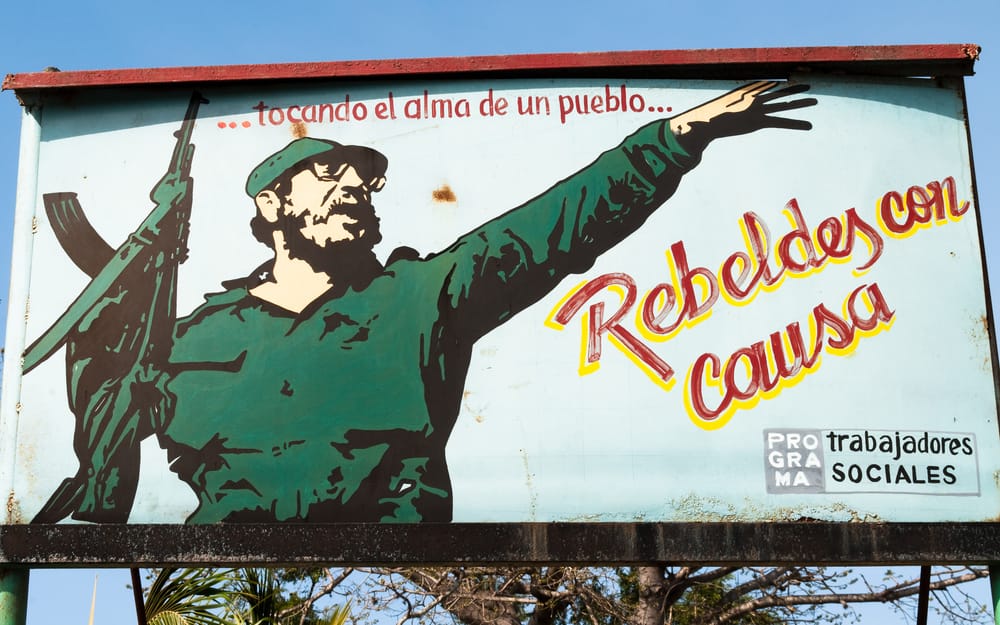 ...tocando el alma de un pueblo...
Rebeldes con
causa
PRO
GRA
MA
trabajadores
SOCIALES